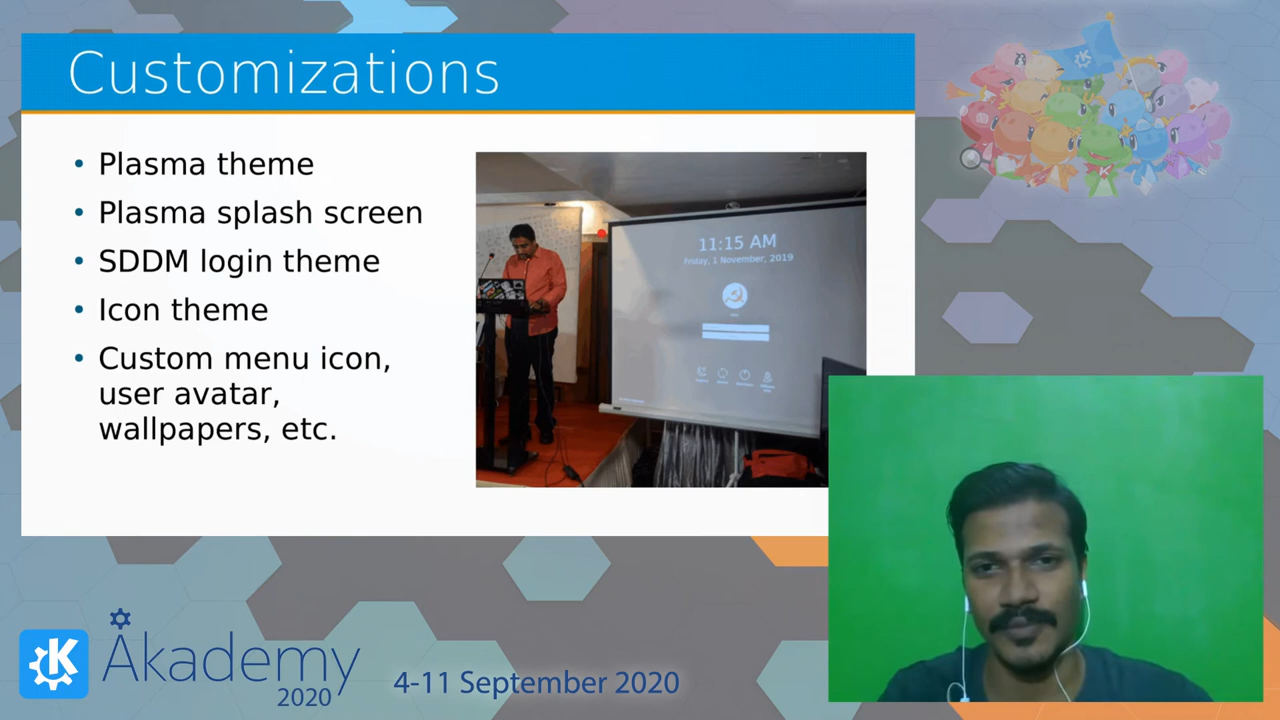 Customizations
• Plasma theme
• Plasma splash screen
• SDDM login theme
• Icon theme
• Custom menu icon,
user avatar,
wallpapers, etc.
11:15 AM
Friday, 1 November, 2019
Akademy
2020
4-11 September 2020